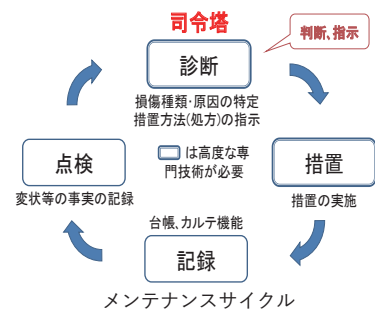 司令塔
判断、指示
診断
損傷種類・原因の特定
措置方法(処方)の指示
点検
変状等の事実の記録
は高度な専
門技術が必要
措置
措置の実施
台帳、カルテ機能
記録
メンテナンスサイクル